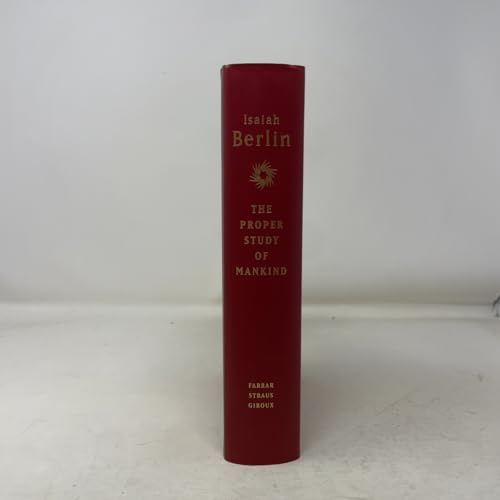 Isaiah
Berlin
THE
PROPER
STUDY
OF
MANKIND
FARRAR
STRAUS
GIROUX